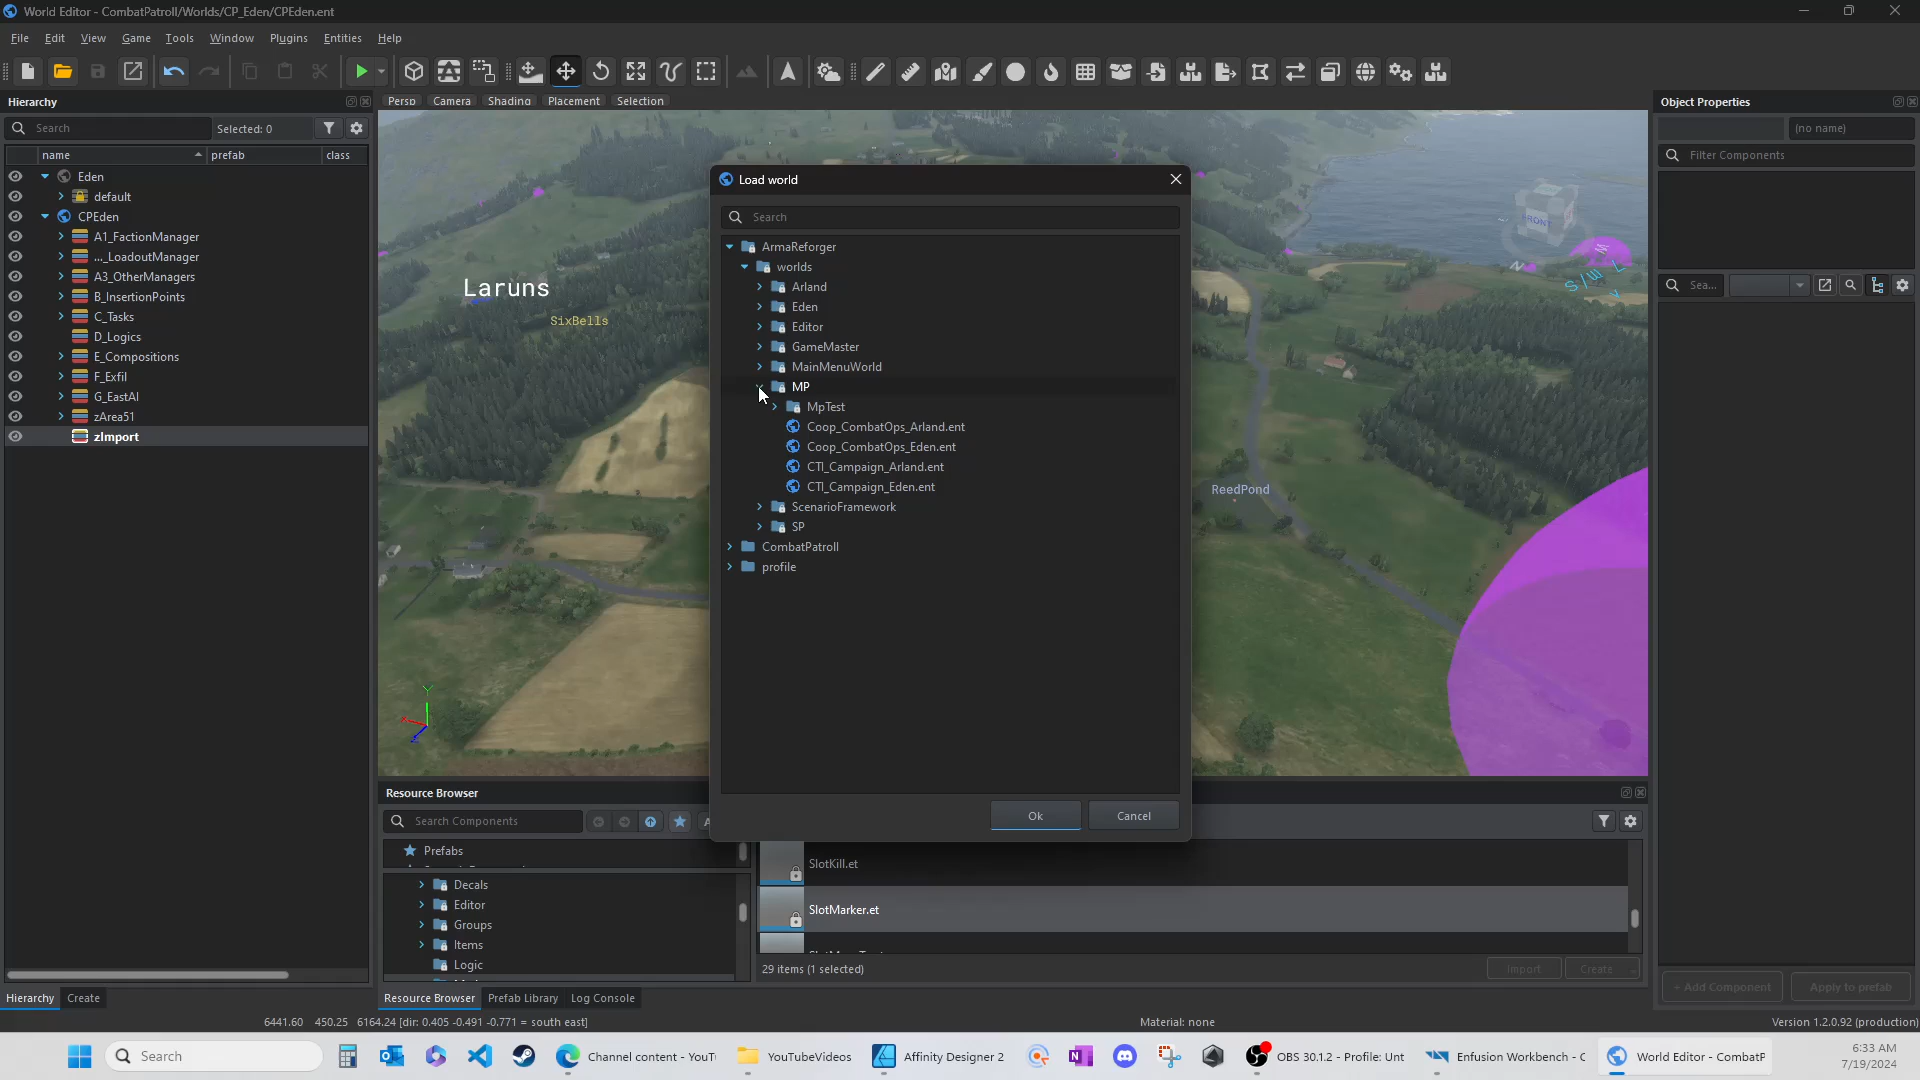 World Editor - CombatPatroll/Worlds/CP_Eden/CPEden.ent
File Edit View Game Tools Window Plugins Entities Help
Hierarchy
Search
Selected: 0
name prefab class
Eden
default
CPEden
A1_FactionManager
..._LoadoutManager
A3_OtherManagers
B_InsertionPoints
C_Tasks
D_Logics
E_Compositions
F_Exfil
G_EastAI
zArea51
zImport
Hierarchy Create
Persp Camera Shading Placement Selection
Laruns
SixBells
ReedPond
FRONT
N
W
S/W L
Y
Load world
Search
ArmaReforger
worlds
Arland
Eden
Editor
GameMaster
MainMenuWorld
MP
MpTest
Coop_CombatOps_Arland.ent
Coop_CombatOps_Eden.ent
CTI_Campaign_Arland.ent
CTI_Campaign_Eden.ent
ScenarioFramework
SP
CombatPatroll
profile
Ok Cancel
Resource Browser
Search Components
Prefabs
Decals
Editor
Groups
Items
Logic
SlotKill.et
SlotMarker.et
29 items (1 selected)
Import Create
Resource Browser Prefab Library Log Console
Object Properties
(no name)
Filter Components
Sea...
+ Add Component Apply to prefab
6441.60 450.25 6164.24 [dir: 0.405 -0.491 -0.771 = south east]
Material: none
Version 1.2.0.92 (production)
Search
Channel content - YouT
YouTubeVideos
Affinity Designer 2
OBS 30.1.2 - Profile: Unt
Enfusion Workbench - C
World Editor - CombatP
6:33 AM
7/19/2024